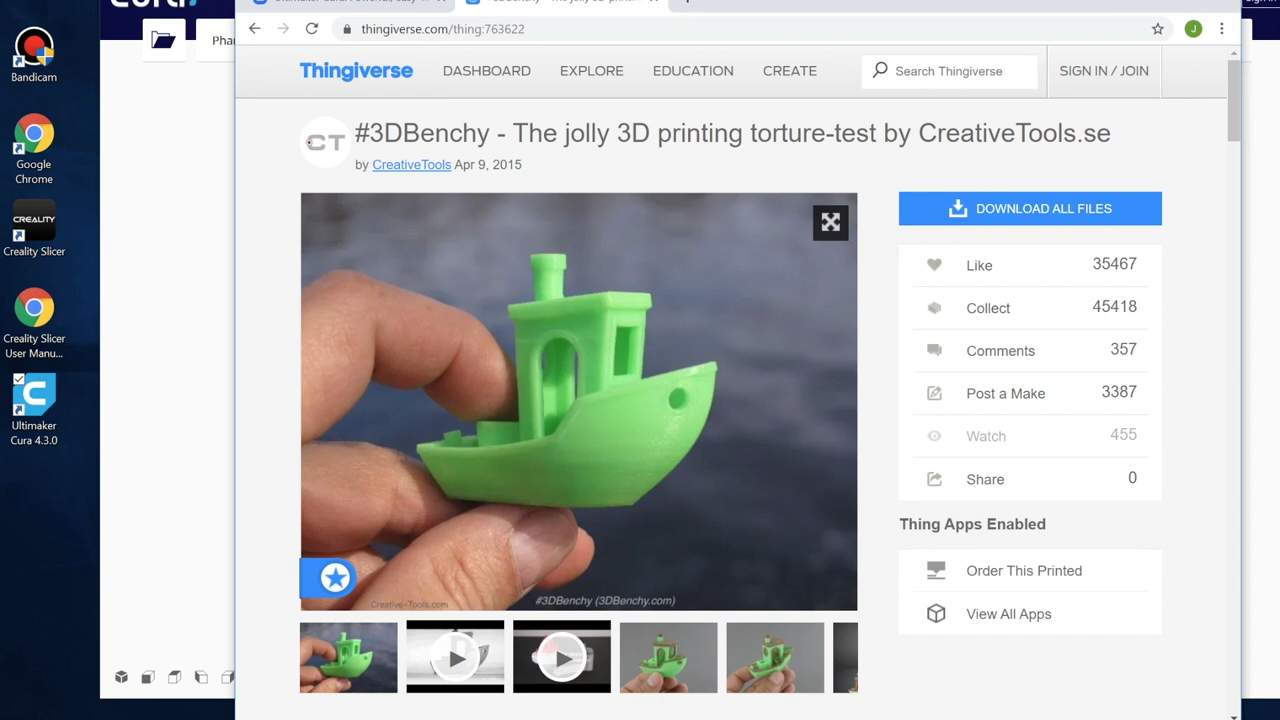 Bandicam
Google
Chrome
CREALITY
Creality Slicer
Creality Slicer
User Manu...
Ultimaker
Cura 4.3.0
thingiverse.com/thing:763622
J
Thingiverse
DASHBOARD
EXPLORE
EDUCATION
CREATE
Search Thingiverse
SIGN IN / JOIN
CT
#3DBenchy - The jolly 3D printing torture-test by CreativeTools.se
by CreativeTools Apr 9, 2015
Creative-Tools.com
#3DBenchy (3DBenchy.com)
DOWNLOAD ALL FILES
Like 35467
Collect 45418
Comments 357
Post a Make 3387
Watch 455
Share 0
Thing Apps Enabled
Order This Printed
View All Apps